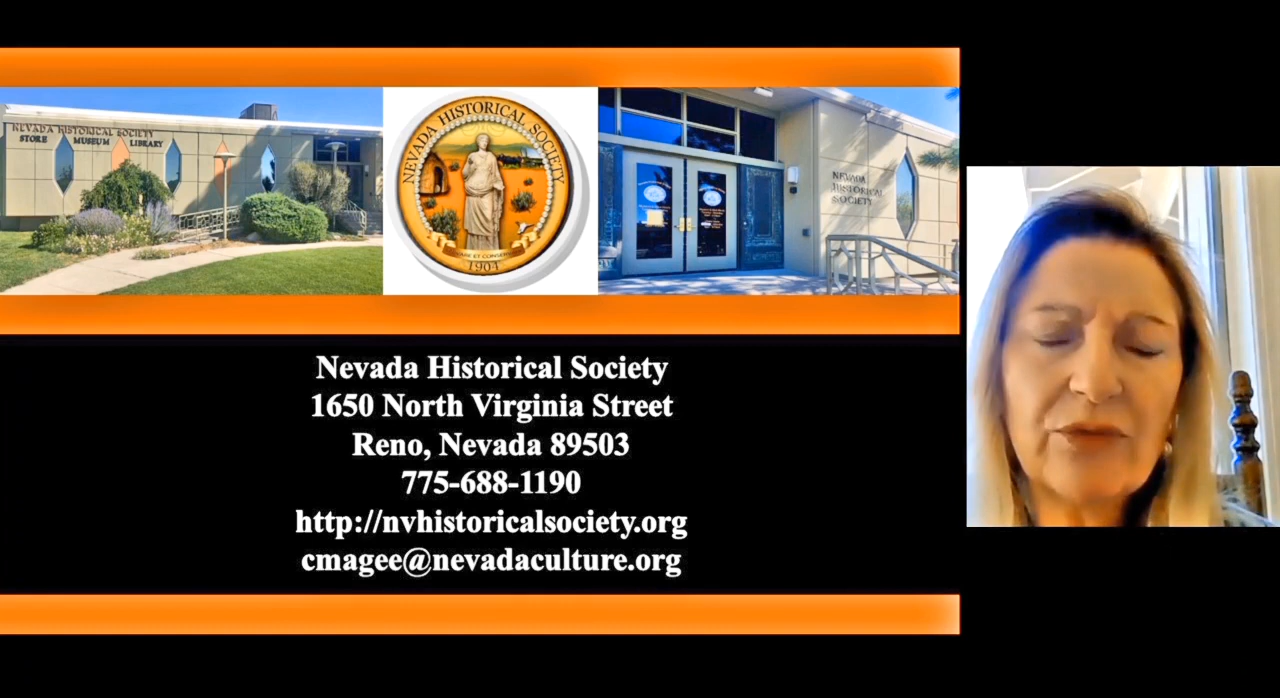 NEVADA HISTORICAL SOCIETY
STORE MUSEUM LIBRARY
NEVADA HISTORICAL SOCIETY
1904
NEVADA
HISTORICAL
SOCIETY
Nevada Historical Society
1650 North Virginia Street
Reno, Nevada 89503
775-688-1190
http://nvhistoricalsociety.org
cmagee@nevadaculture.org